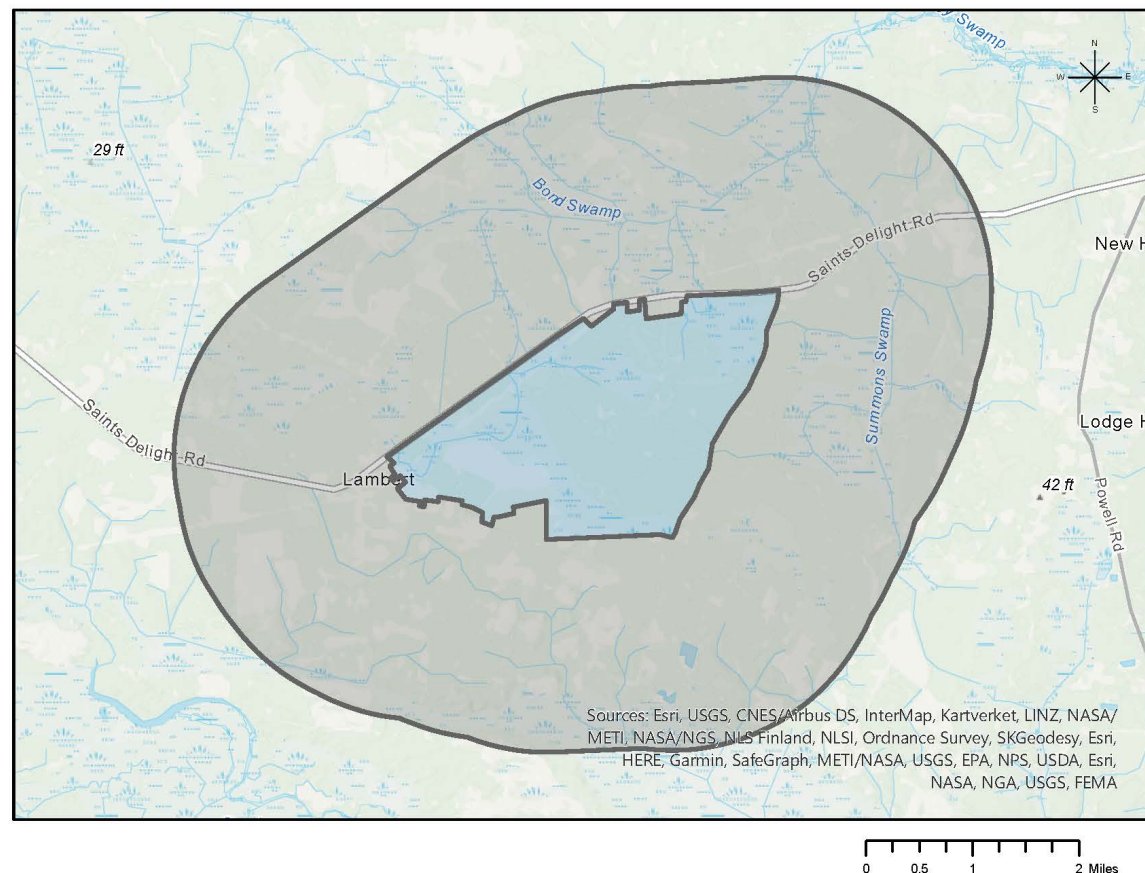 y Swamp
N
W E
S
29 ft
Bond Swamp
Saints-Delight Rd
New H
Summons Swamp
Saints-Delight Rd
Lodge H
Lambert
42 ft
Powell Rd
Sources: Esri, USGS, CNES/Airbus DS, InterMap, Kartverket, LINZ, NASA/
METI, NASA/NGS, NLS Finland, NLSI, Ordnance Survey, SKGeodesy, Esri,
HERE, Garmin, SafeGraph, METI/NASA, USGS, EPA, NPS, USDA, Esri,
NASA, NGA, USGS, FEMA
0 0.5 1 2 Miles